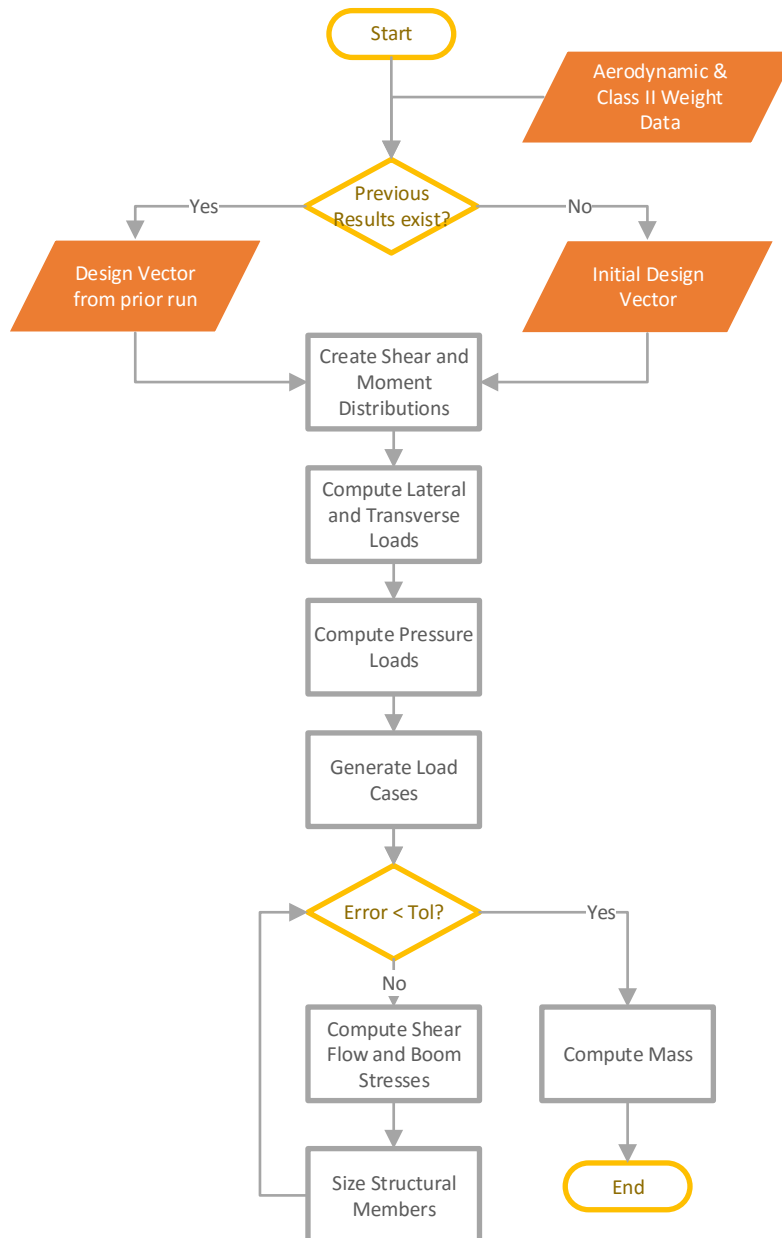 Start
Aerodynamic &
Class II Weight
Data
Previous
Results exist?
Yes
No
Design Vector
from prior run
Initial Design
Vector
Create Shear and
Moment
Distributions
Compute Lateral
and Transverse
Loads
Compute Pressure
Loads
Generate Load
Cases
Error < Tol?
Yes
No
Compute Shear
Flow and Boom
Stresses
Compute Mass
Size Structural
Members
End